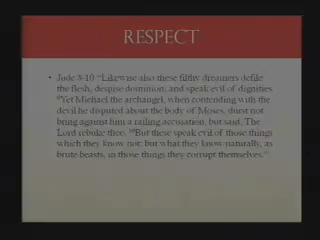 RESPECT
• Jude 8-10 "Likewise also these filthy dreamers defile
the flesh, despise dominion, and speak evil of dignities.
⁹Yet Michael the archangel, when contending with the
devil he disputed about the body of Moses, durst not
bring against him a railing accusation, but said, The
Lord rebuke thee. ¹⁰But these speak evil of those things
which they know not: but what they know naturally, as
brute beasts, in those things they corrupt themselves."